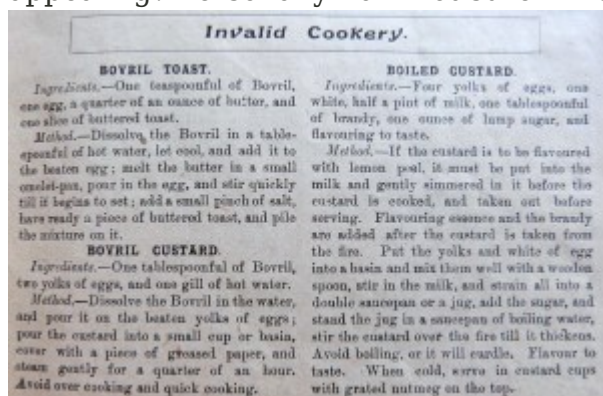 Invalid Cookery.
BOVRIL TOAST.
Ingredients.—One teaspoonful of Bovril,
one egg, a quarter of an ounce of butter, and
one slice of buttered toast.
Method.—Dissolve the Bovril in a table-
spoonful of hot water, let cool, and add it to
the beaten egg; melt the butter in a small
omelet-pan, pour in the egg, and stir quickly
till it begins to set; add a small pinch of salt,
have ready a piece of buttered toast, and pile
the mixture on it.
BOVRIL CUSTARD.
Ingredients.—One tablespoonful of Bovril,
two yolks of eggs, and one gill of hot water.
Method.—Dissolve the Bovril in the water,
and pour it on the beaten yolks of eggs;
pour the custard into a small cup or basin,
cover with a piece of greased paper, and
steam gently for a quarter of an hour.
Avoid over cooking and quick cooking.
BOILED CUSTARD.
Ingredients.—Four yolks of eggs, one
white, half a pint of milk, one tablespoonful
of brandy, one ounce of lump sugar, and
flavouring to taste.
Method.—If the custard is to be flavoured
with lemon peel, it must be put into the
milk and gently simmered in it before the
custard is cooked, and taken out before
serving. Flavouring essence and the brandy
are added after the custard is taken from
the fire. Put the yolks and white of egg
into a basin and mix them well with a wooden
spoon, stir in the milk, and strain all into a
double saucepan or a jug, add the sugar, and
stand the jug in a saucepan of boiling water,
stir the custard over the fire till it thickens.
Avoid boiling, or it will curdle. Flavour to
taste. When cold, serve in custard cups
with grated nutmeg on the top.